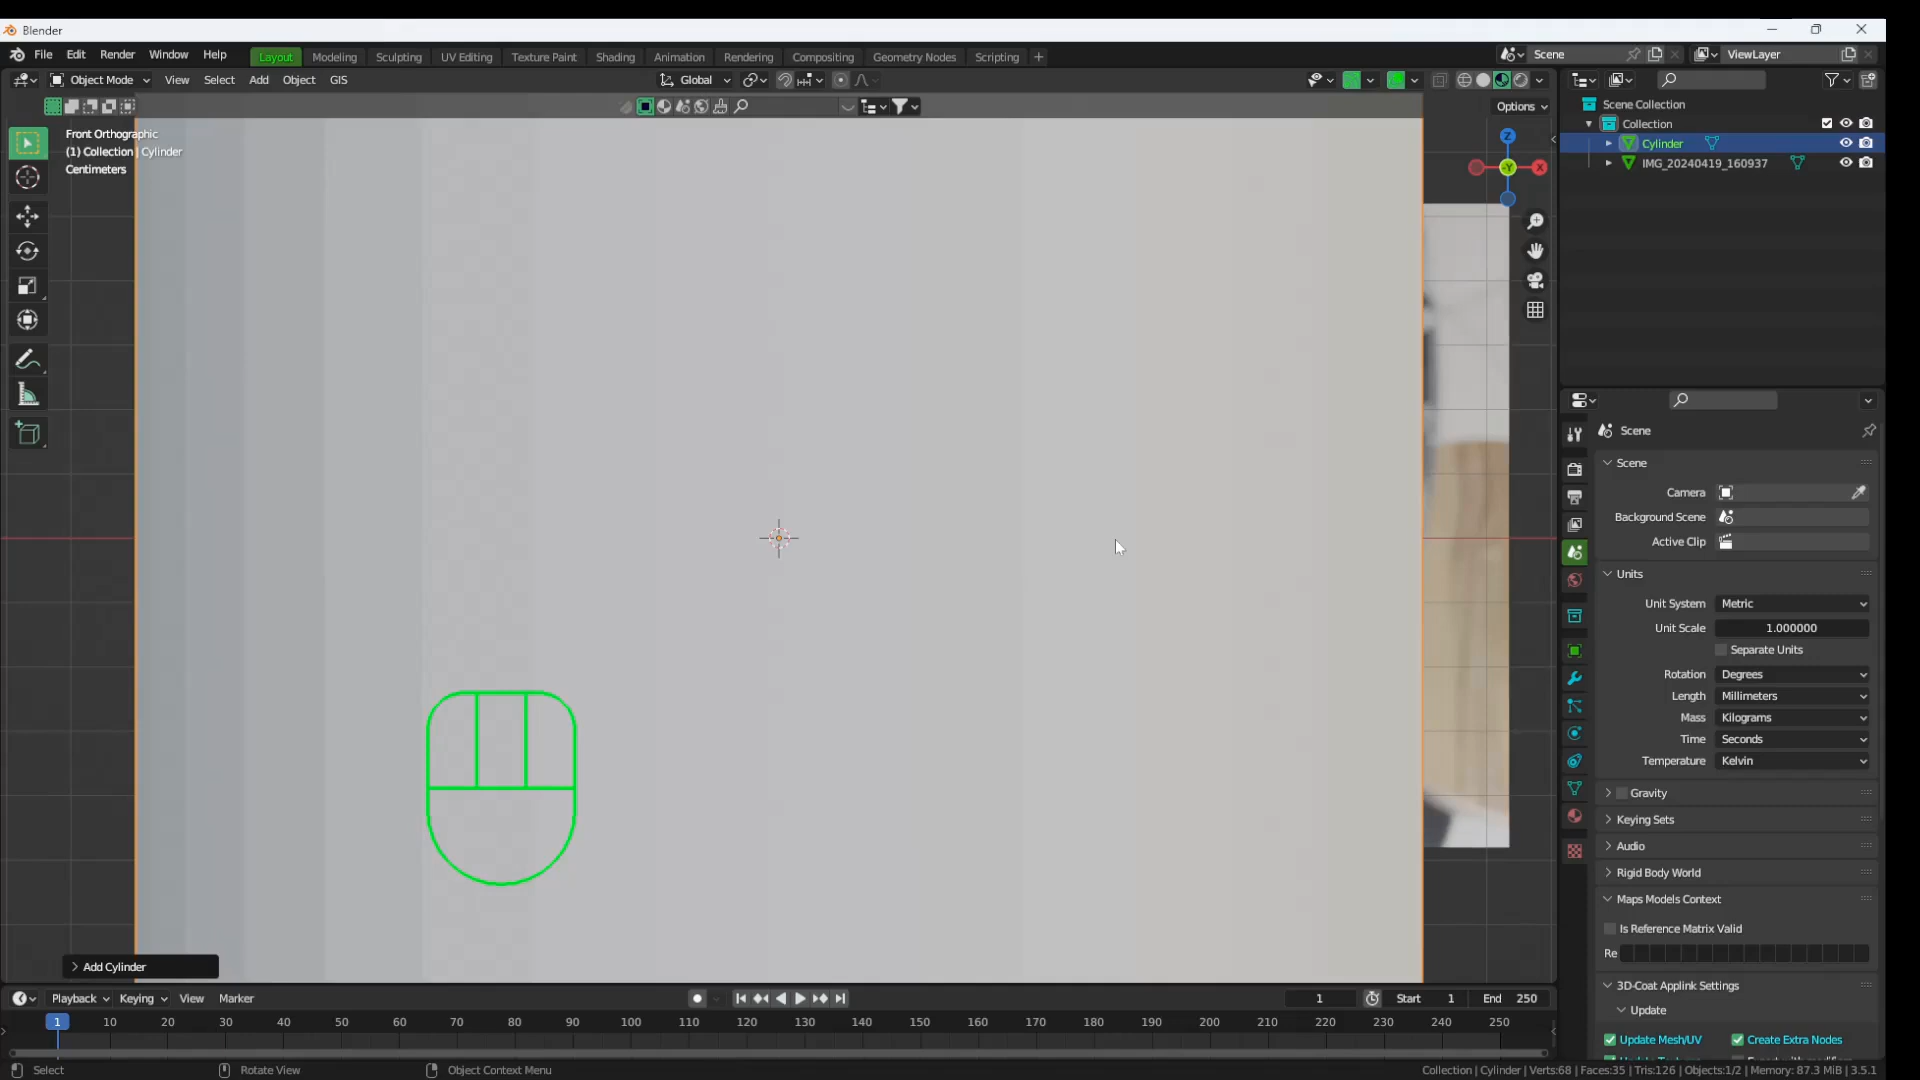 Blender
File Edit Render Window Help
Layout Modeling Sculpting UV Editing Texture Paint Shading Animation Rendering Compositing Geometry Nodes Scripting +
Scene
ViewLayer
Object Mode View Select Add Object GIS
Global
Options
Front Orthographic
(1) Collection | Cylinder
Centimeters
Z
X
Y
Scene Collection
Collection
Cylinder
IMG_20240419_160937
Scene
Scene
Camera
Background Scene
Active Clip
Units
Unit System Metric
Unit Scale 1.000000
Separate Units
Rotation Degrees
Length Millimeters
Mass Kilograms
Time Seconds
Temperature Kelvin
Gravity
Keying Sets
Audio
Rigid Body World
Maps Models Context
Is Reference Matrix Valid
Re
3D-Coat Applink Settings
Update
Update Mesh/UV Create Extra Nodes
Add Cylinder
Playback Keying View Marker
1 Start 1 End 250
1 10 20 30 40 50 60 70 80 90 100 110 120 130 140 150 160 170 180 190 200 210 220 230 240 250
Select Rotate View Object Context Menu
Collection | Cylinder | Verts:68 | Faces:35 | Tris:126 | Objects:1/2 | Memory: 87.3 MiB | 3.5.1